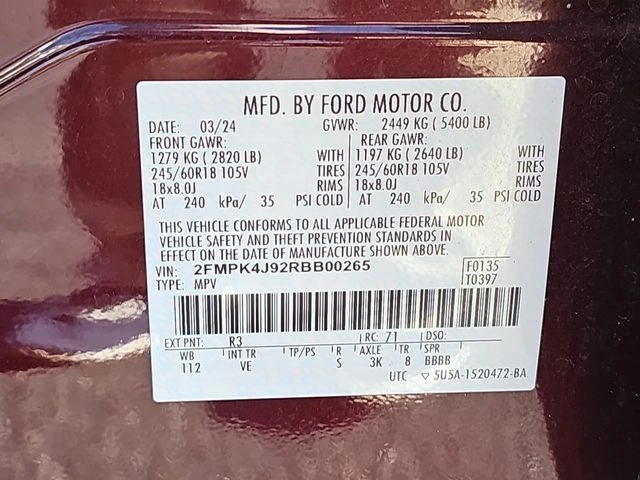 MFD. BY FORD MOTOR CO.
DATE: 03/24 GVWR: 2449 KG (5400 LB)
FRONT GAWR: REAR GAWR:
1279 KG (2820 LB) WITH 1197 KG (2640 LB) WITH
245/60R18 105V TIRES 245/60R18 105V TIRES
18x8.0J RIMS 18x8.0J RIMS
AT 240 kPa/ 35 PSI COLD AT 240 kPa/ 35 PSI COLD
THIS VEHICLE CONFORMS TO ALL APPLICABLE FEDERAL MOTOR
VEHICLE SAFETY AND THEFT PREVENTION STANDARDS IN
EFFECT ON THE DATE OF MANUFACTURE SHOWN ABOVE.
VIN: 2FMPK4J92RBB00265 F0135
TYPE: MPV T0397
EXT PNT: R3 RC: 71 DSO:
WB INT TR TP/PS R AXLE TR SPR
112 VE S 3K 8 BBBB
UTC ▽5U5A-1520472-BA